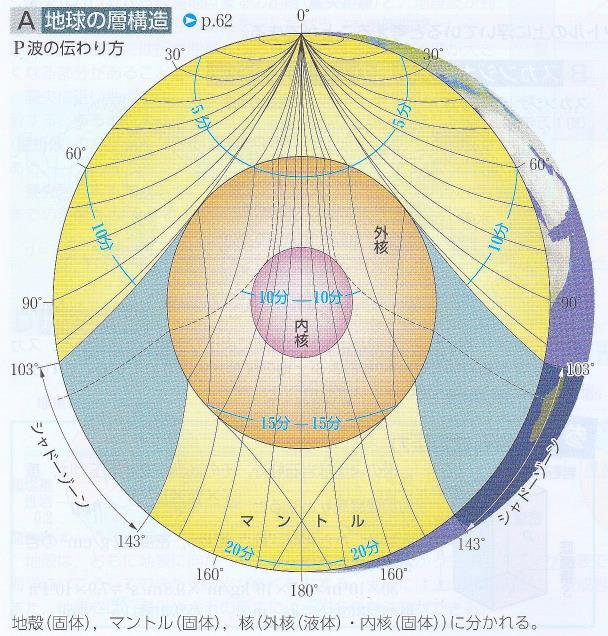 A 地球の層構造 ▶p.62
P波の伝わり方
0°
30° 30°
5分 5分
60° 60°
外核
10分 10分
10分 10分
90° 90°
内核
103° 103°
15分 15分
シャドーゾーン シャドーゾーン
マントル
143° 143°
20分 20分
160° 160°
180°
地殻(固体),マントル(固体),核(外核(液体)・内核(固体))に分かれる。